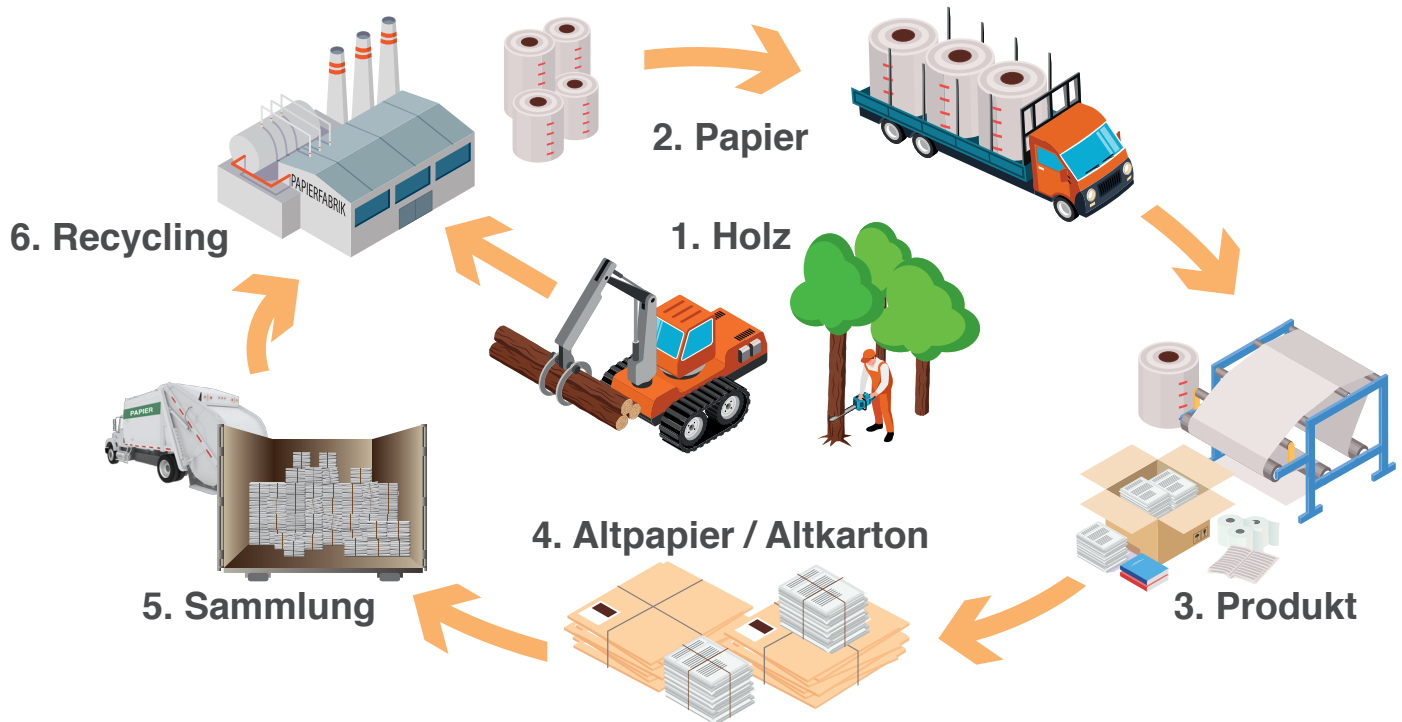 PAPIERFABRIK
2. Papier
6. Recycling
1. Holz
PAPIER
4. Altpapier / Altkarton
5. Sammlung
3. Produkt